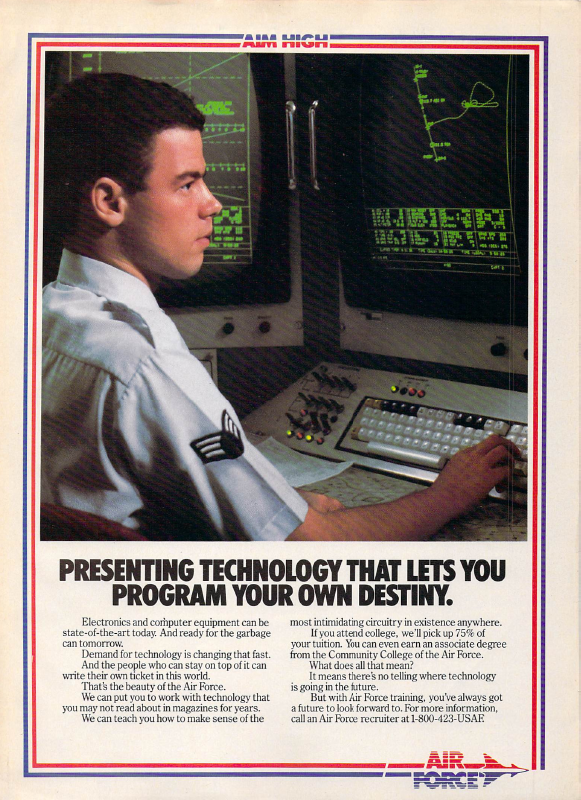 AIM HIGH
PRESENTING TECHNOLOGY THAT LETS YOU
PROGRAM YOUR OWN DESTINY.
Electronics and computer equipment can be
state-of-the-art today. And ready for the garbage
can tomorrow.
Demand for technology is changing that fast.
And the people who can stay on top of it can
write their own ticket in this world.
That's the beauty of the Air Force.
We can put you to work with technology that
you may not read about in magazines for years.
We can teach you how to make sense of the
most intimidating circuitry in existence anywhere.
If you attend college, we'll pick up 75% of
your tuition. You can even earn an associate degree
from the Community College of the Air Force.
What does all that mean?
It means there's no telling where technology
is going in the future.
But with Air Force training, you've always got
a future to look forward to. For more information,
call an Air Force recruiter at 1-800-423-USAF.
AIR
FORCE